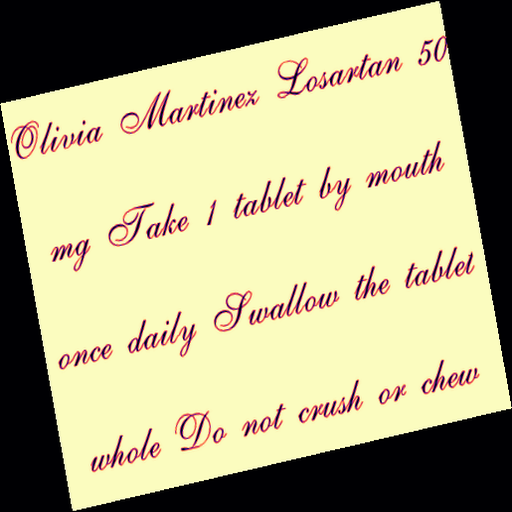 Olivia Martinez Losartan 50
mg Take 1 tablet by mouth
once daily Swallow the tablet
whole Do not crush or chew